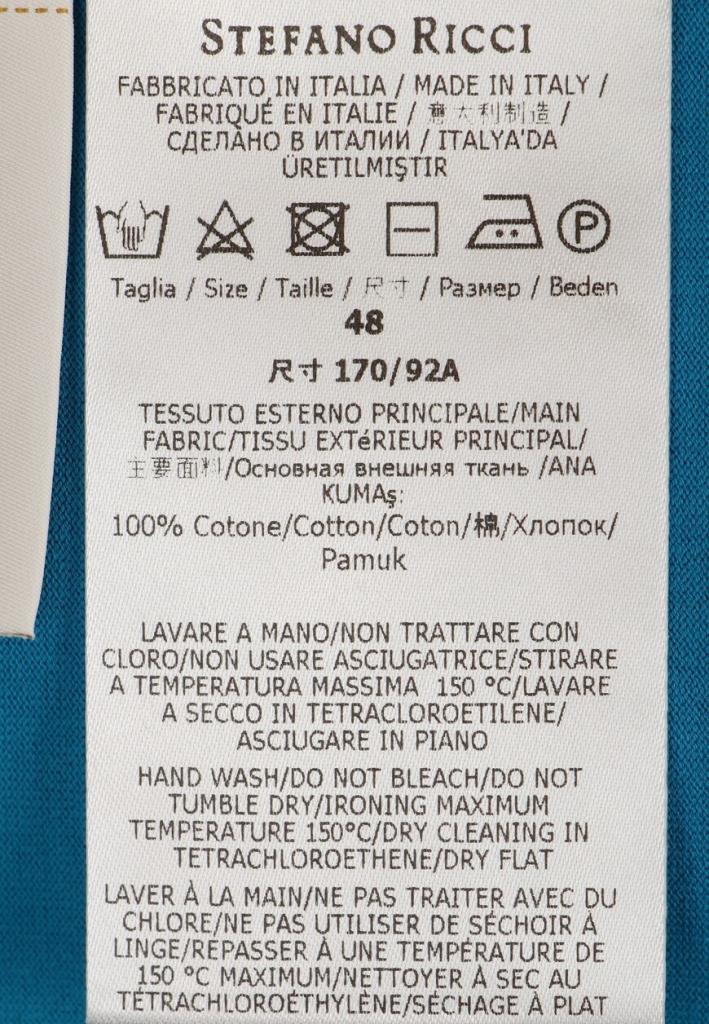 STEFANO RICCI
FABBRICATO IN ITALIA / MADE IN ITALY /
FABRIQUÉ EN ITALIE / 意大利制造 /
СДЕЛАНО В ИТАЛИИ / ITALYA'DA
ÜRETILMIŞTIR
P
Taglia / Size / Taille / 尺寸 / Размер / Beden
48
尺寸 170/92A
TESSUTO ESTERNO PRINCIPALE/MAIN
FABRIC/TISSU EXTéRIEUR PRINCIPAL/
主要面料/Основная внешняя ткань /ANA
KUMAş:
100% Cotone/Cotton/Coton/棉/Хлопок/
Pamuk
LAVARE A MANO/NON TRATTARE CON
CLORO/NON USARE ASCIUGATRICE/STIRARE
A TEMPERATURA MASSIMA 150 °C/LAVARE
A SECCO IN TETRACLOROETILENE/
ASCIUGARE IN PIANO
HAND WASH/DO NOT BLEACH/DO NOT
TUMBLE DRY/IRONING MAXIMUM
TEMPERATURE 150°C/DRY CLEANING IN
TETRACHLOROETHENE/DRY FLAT
LAVER À LA MAIN/NE PAS TRAITER AVEC DU
CHLORE/NE PAS UTILISER DE SÉCHOIR À
LINGE/REPASSER À UNE TEMPÉRATURE DE
150 °C MAXIMUM/NETTOYER À SEC AU
TÉTRACHLOROÉTHYLÈNE/SÉCHAGE À PLAT